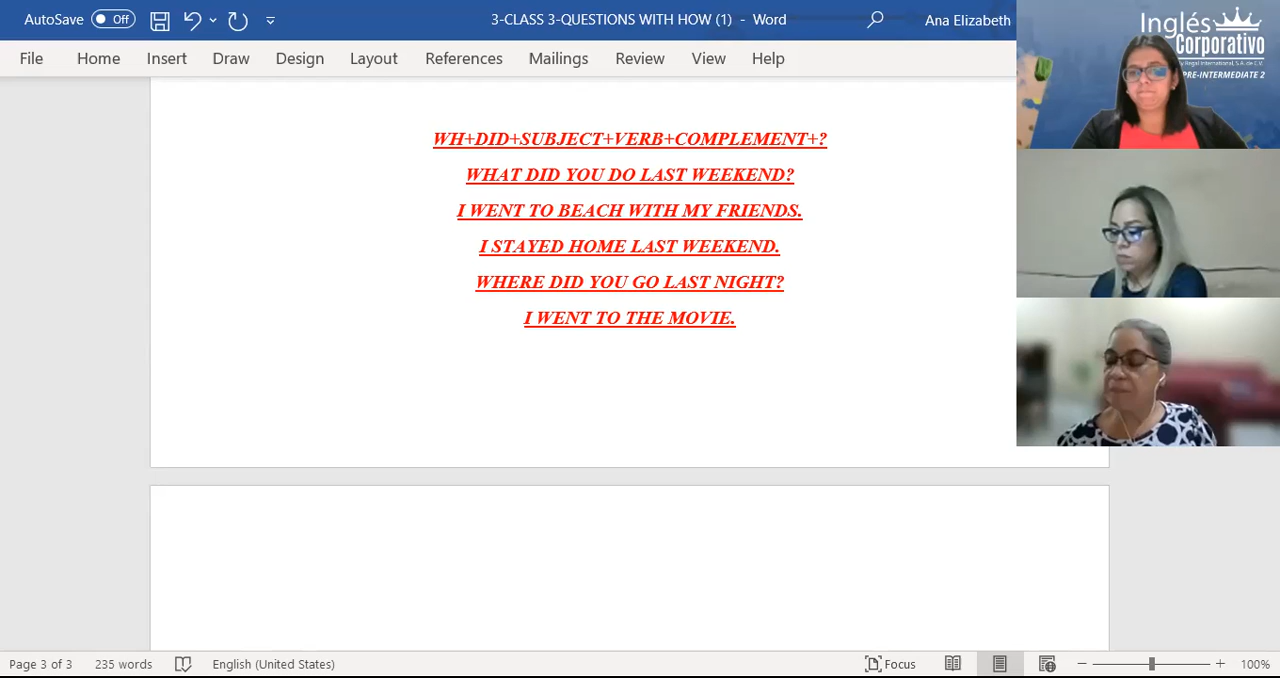 AutoSave Off 3-CLASS 3-QUESTIONS WITH HOW (1) - Word Ana Elizabeth
File Home Insert Draw Design Layout References Mailings Review View Help
Inglés
Corporativo
y Regal International, S.A. de C.V.
PRE-INTERMEDIATE 2
WH+DID+SUBJECT+VERB+COMPLEMENT+?
WHAT DID YOU DO LAST WEEKEND?
I WENT TO BEACH WITH MY FRIENDS.
I STAYED HOME LAST WEEKEND.
WHERE DID YOU GO LAST NIGHT?
I WENT TO THE MOVIE.
Page 3 of 3 235 words English (United States) Focus 100%